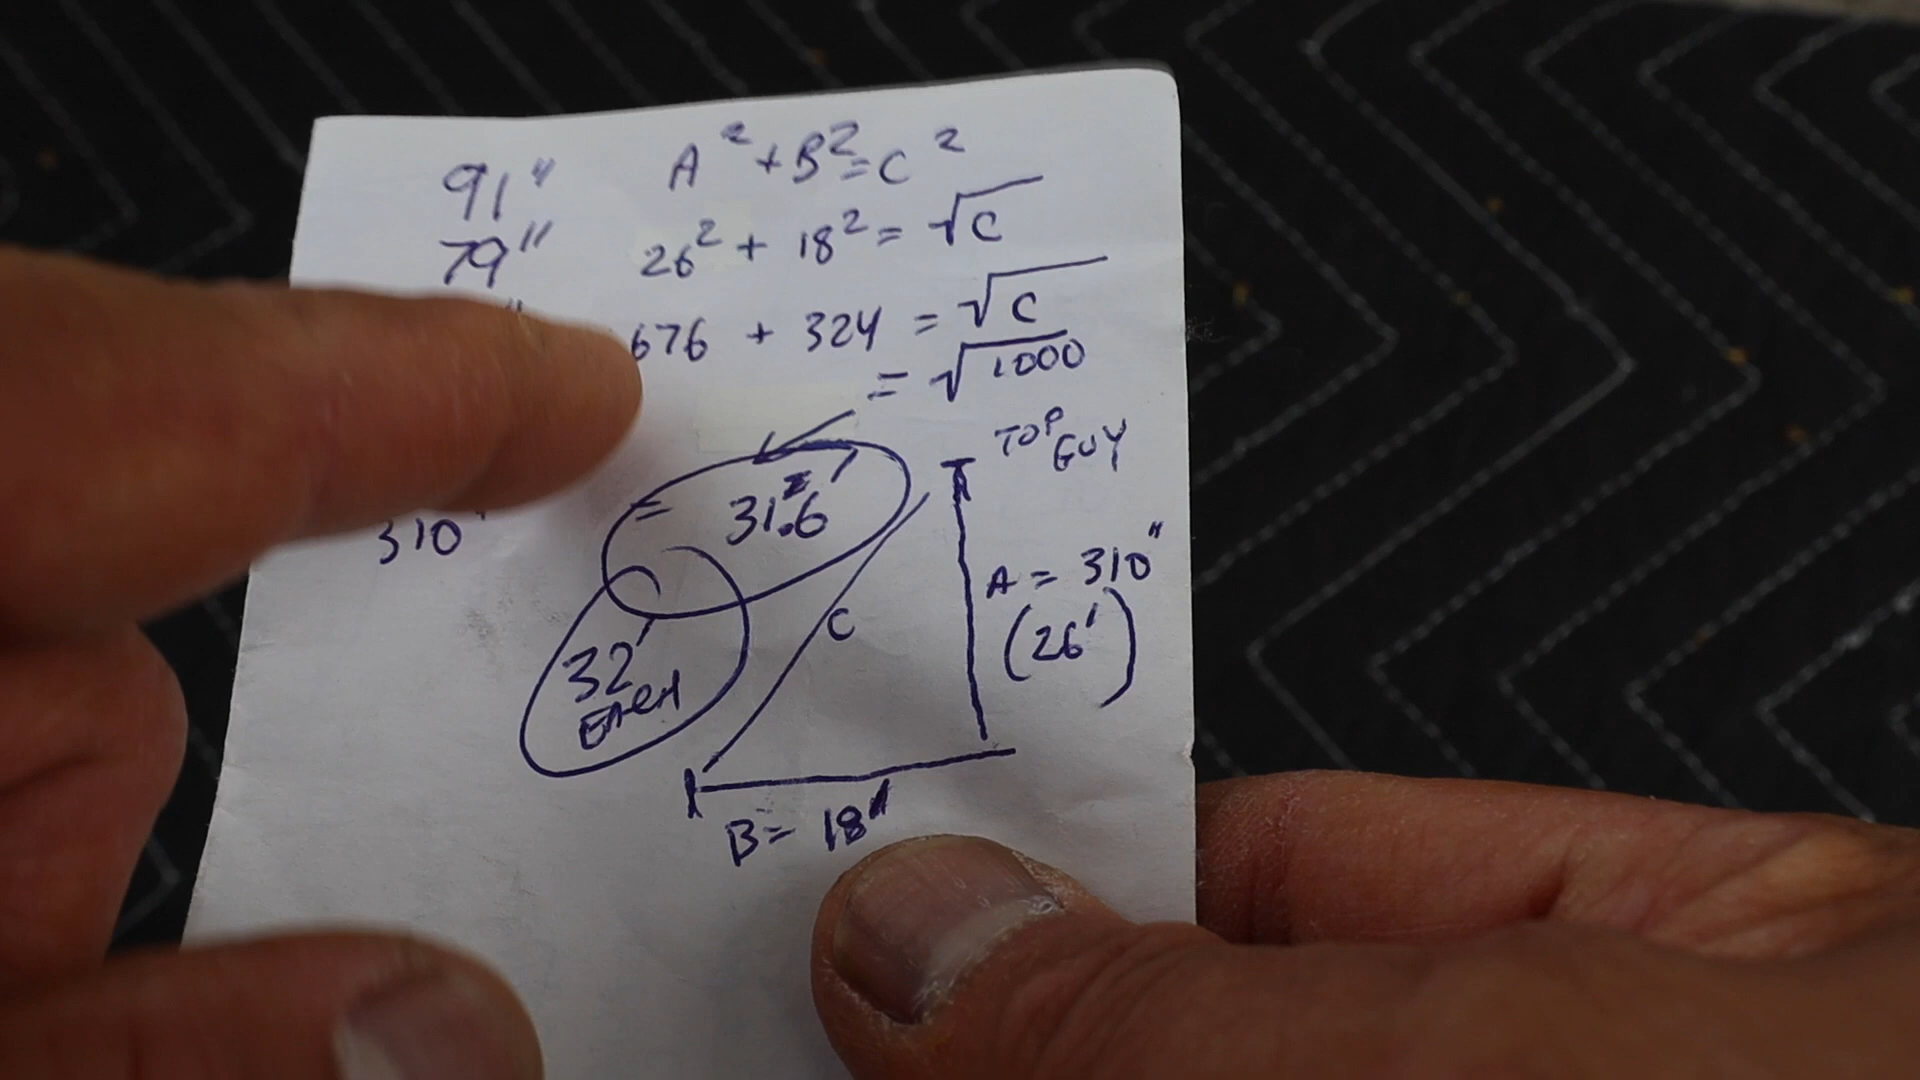 91"
79"
310"
A² + B² = C²
26² + 18² = √C
676 + 324 = √C
= √1000
= 31.6'
32'
EACH
TOP
GUY
A = 310"
(26')
C
B = 18"